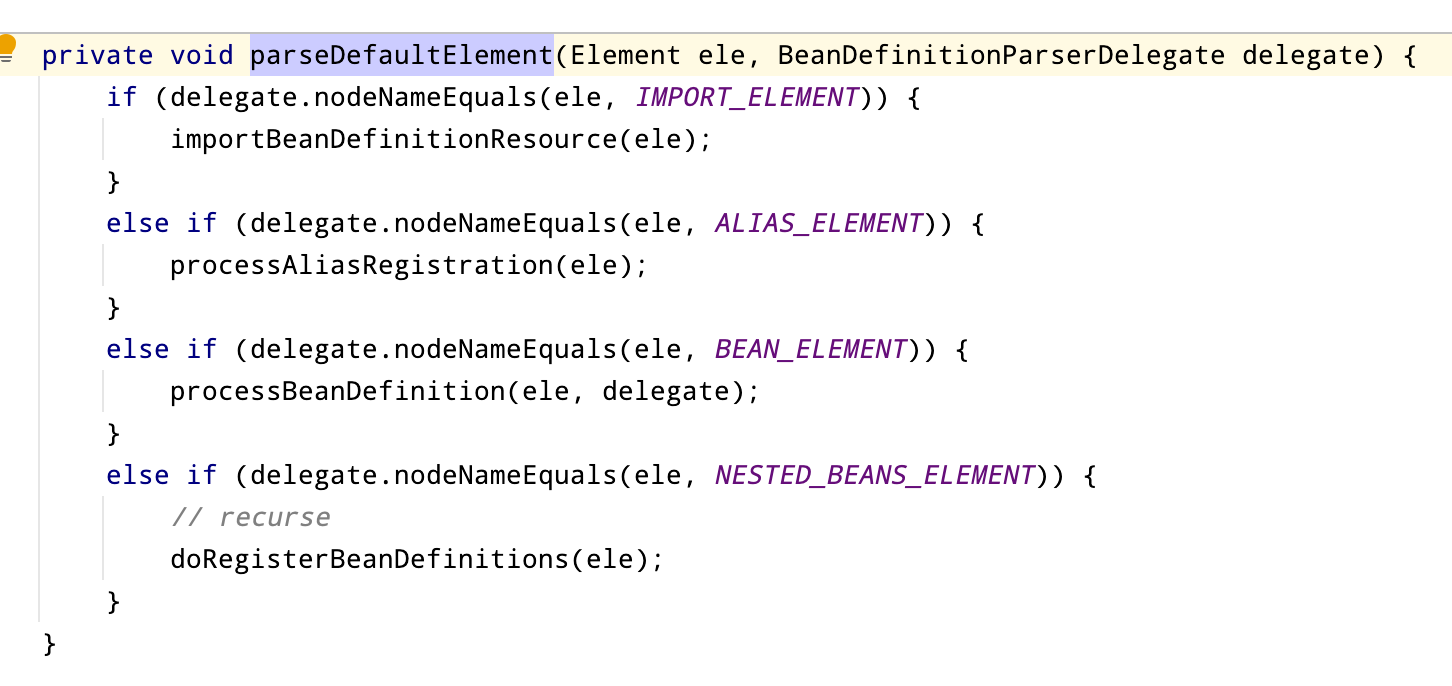 private void parseDefaultElement(Element ele, BeanDefinitionParserDelegate delegate) {
    if (delegate.nodeNameEquals(ele, IMPORT_ELEMENT)) {
        importBeanDefinitionResource(ele);
    }
    else if (delegate.nodeNameEquals(ele, ALIAS_ELEMENT)) {
        processAliasRegistration(ele);
    }
    else if (delegate.nodeNameEquals(ele, BEAN_ELEMENT)) {
        processBeanDefinition(ele, delegate);
    }
    else if (delegate.nodeNameEquals(ele, NESTED_BEANS_ELEMENT)) {
        // recurse
        doRegisterBeanDefinitions(ele);
    }
}